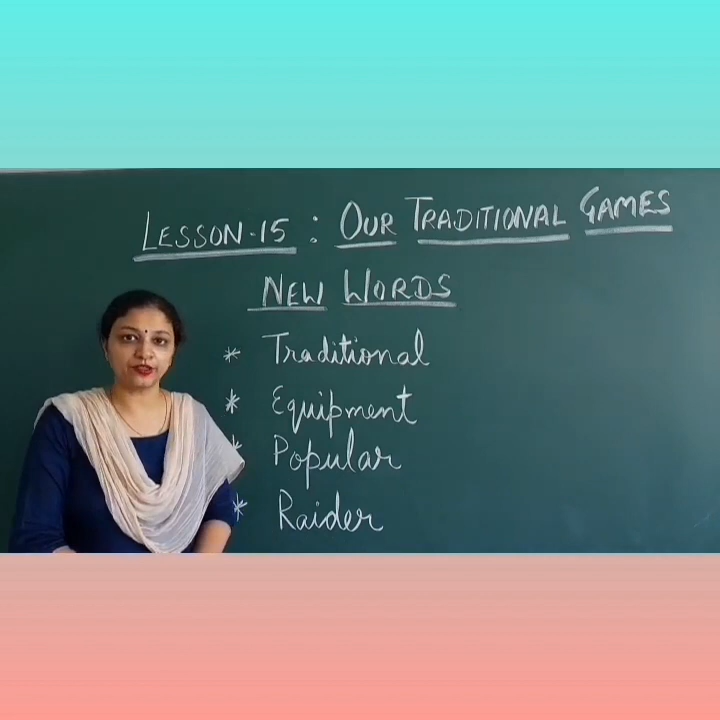 LESSON-15 : OUR TRADITIONAL GAMES
NEW WORDS
* Traditional
* Equipment
* Popular
* Raider